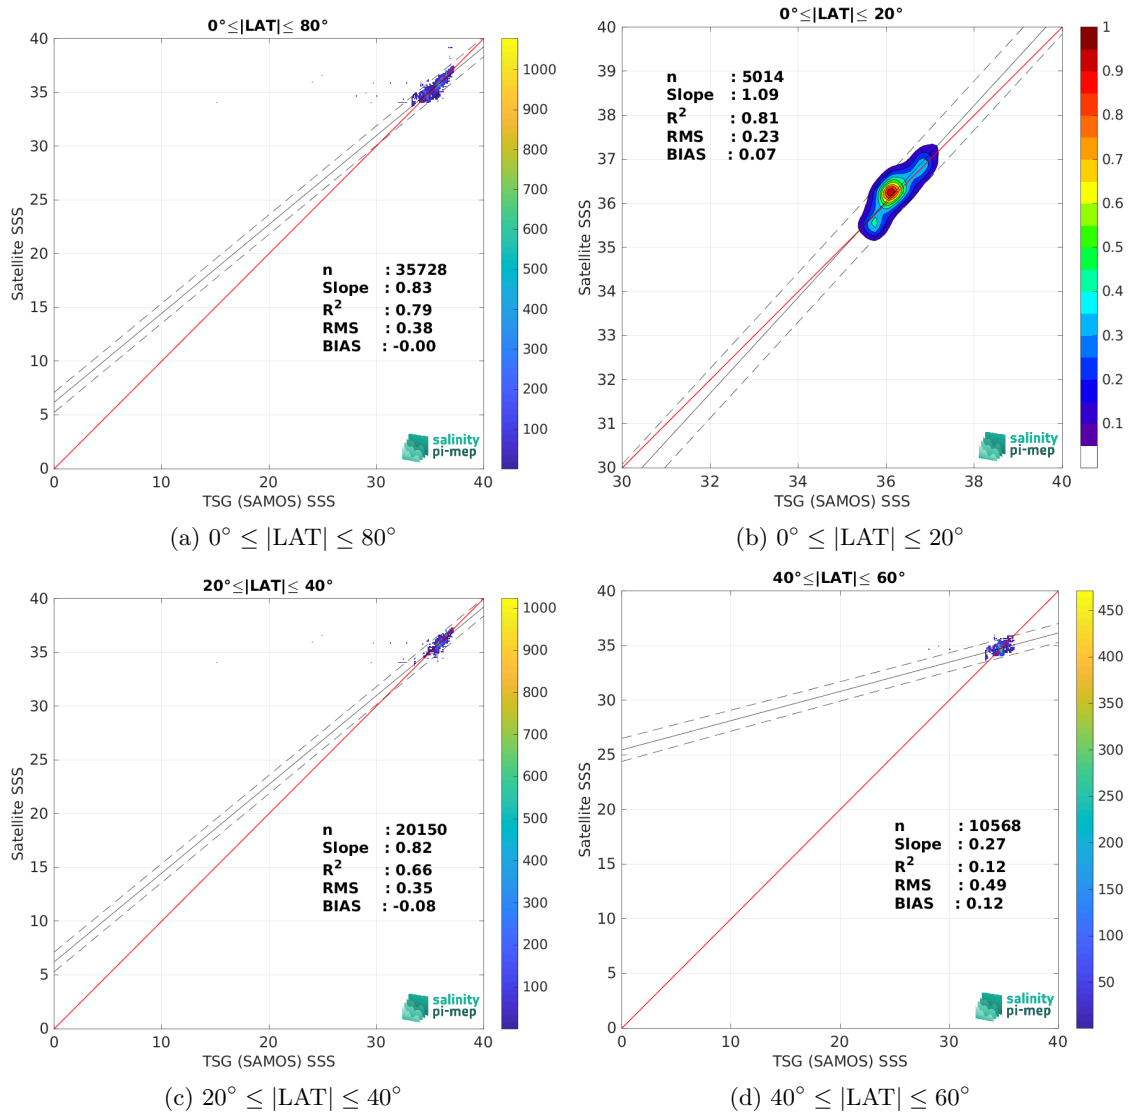 0°≤|LAT|≤ 80°
40
35
30
25
20
15
10
5
0
Satellite SSS
n : 35728
Slope : 0.83
R2 : 0.79
RMS : 0.38
BIAS : -0.00
salinity
pi-mep
0 10 20 30 40
TSG (SAMOS) SSS
1000
900
800
700
600
500
400
300
200
100
(a) 0° ≤ |LAT| ≤ 80°
0°≤|LAT|≤ 20°
40
39
38
37
36
35
34
33
32
31
30
Satellite SSS
n : 5014
Slope : 1.09
R2 : 0.81
RMS : 0.23
BIAS : 0.07
salinity
pi-mep
30 32 34 36 38 40
TSG (SAMOS) SSS
1
0.9
0.8
0.7
0.6
0.5
0.4
0.3
0.2
0.1
(b) 0° ≤ |LAT| ≤ 20°
20°≤|LAT|≤ 40°
40
35
30
25
20
15
10
5
0
Satellite SSS
n : 20150
Slope : 0.82
R2 : 0.66
RMS : 0.35
BIAS : -0.08
salinity
pi-mep
0 10 20 30 40
TSG (SAMOS) SSS
1000
900
800
700
600
500
400
300
200
100
(c) 20° ≤ |LAT| ≤ 40°
40°≤|LAT|≤ 60°
40
35
30
25
20
15
10
5
0
Satellite SSS
n : 10568
Slope : 0.27
R2 : 0.12
RMS : 0.49
BIAS : 0.12
salinity
pi-mep
0 10 20 30 40
TSG (SAMOS) SSS
450
400
350
300
250
200
150
100
50
(d) 40° ≤ |LAT| ≤ 60°